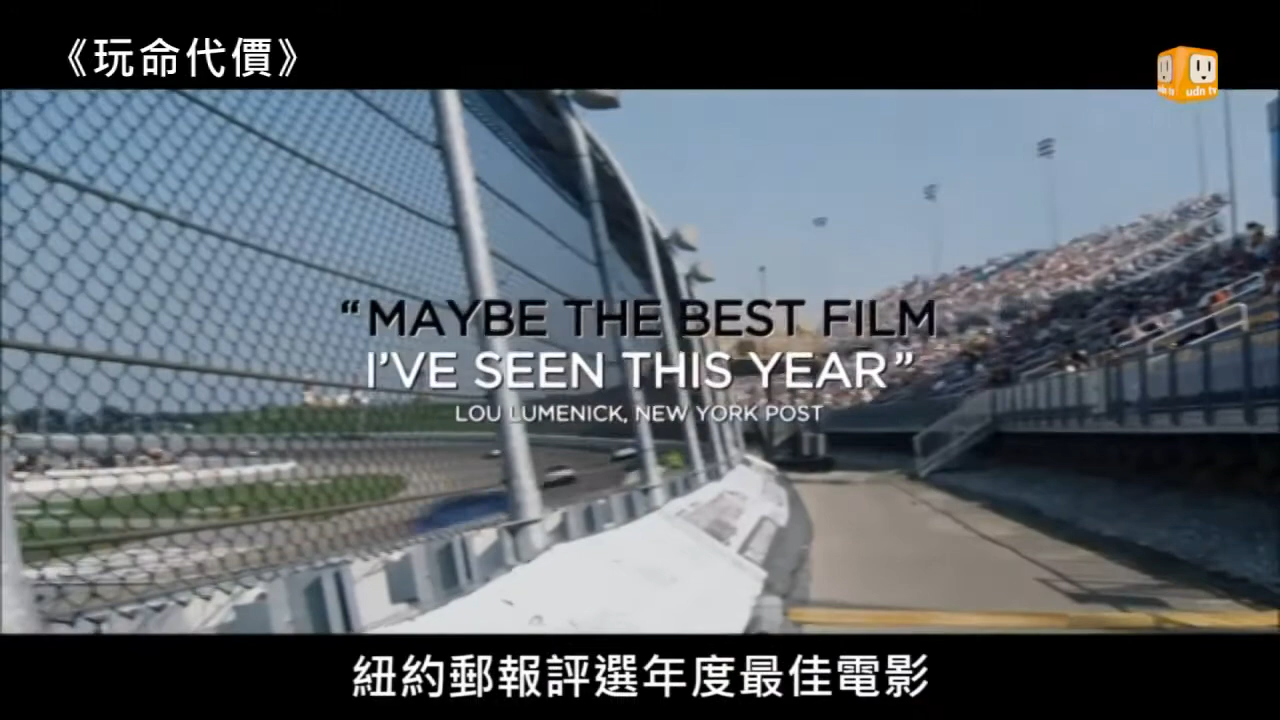 《玩命代價》
udn tv
“MAYBE THE BEST FILM
I'VE SEEN THIS YEAR”
LOU LUMENICK, NEW YORK POST
紐約郵報評選年度最佳電影